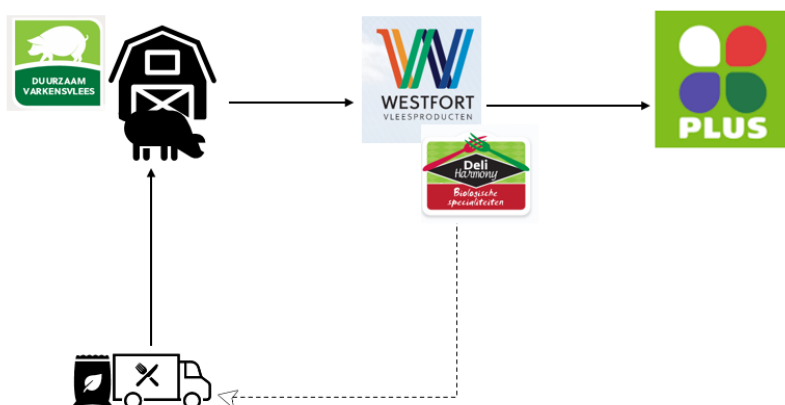 DUURZAAM
VARKENSVLEES
WESTFORT
VLEESPRODUCTEN
PLUS
Deli
Harmony
Biologische
specialiteiten